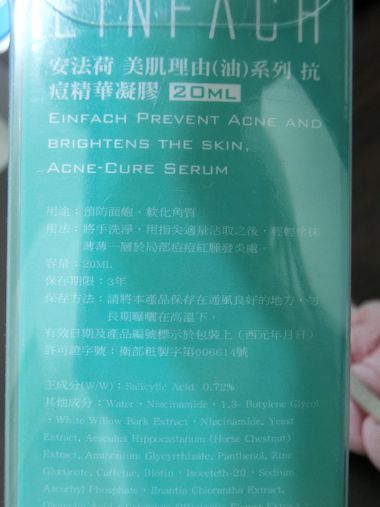 EINFACH
安法荷 美肌理由(油)系列 抗
痘精華凝膠 20ML
EINFACH PREVENT ACNE AND
BRIGHTENS THE SKIN,
ACNE-CURE SERUM
用途：預防面皰、軟化角質
用法：將手洗淨，用指尖適量沾取之後，輕輕塗抹
薄薄一層於局部痘痘紅腫發炎處。
容量：20ML
保存期限：3年
保存方法：請將本產品保存在通風良好的地方，勿
長期曝曬在高溫下。
有效日期及產品編號標示於包裝上（西元年月日）
許可證字號：衛部粧製字第006614號
主成分(W/W)：Salicylic Acid 0.72%
其他成分：Water、Niacinamide、1,3- Butylene Glycol
、White Willow Bark Extract、Niacinamide, Yeast
Extract, Aesculus Hippocastanum (Horse Chestnut)
Extract, Ammonium Glycyrrhizate, Panthenol, Zinc
Gluconate, Caffeine, Biotin、Isoceteth-20、Sodium
Ascorbyl Phosphate、Enantia Chlorantha Extract,